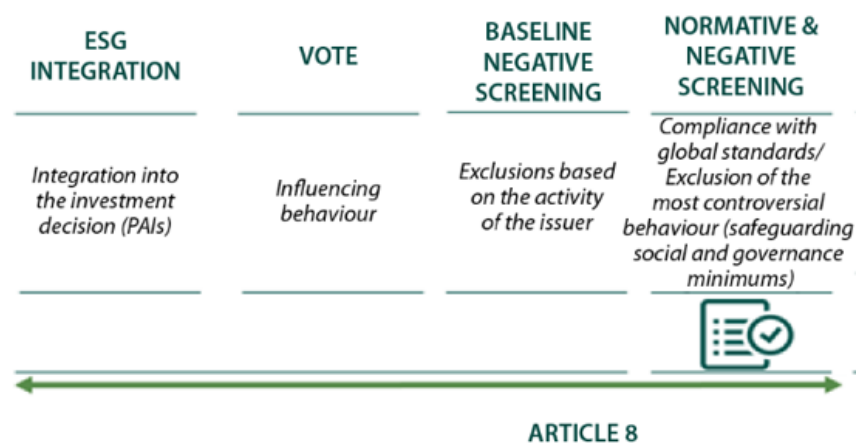 ESG
INTEGRATION
VOTE
BASELINE
NEGATIVE
SCREENING
NORMATIVE &
NEGATIVE
SCREENING
Integration into
the investment
decision (PAIs)
Influencing
behaviour
Exclusions based
on the activity
of the issuer
Compliance with
global standards/
Exclusion of the
most controversial
behaviour (safeguarding
social and governance
minimums)
ARTICLE 8